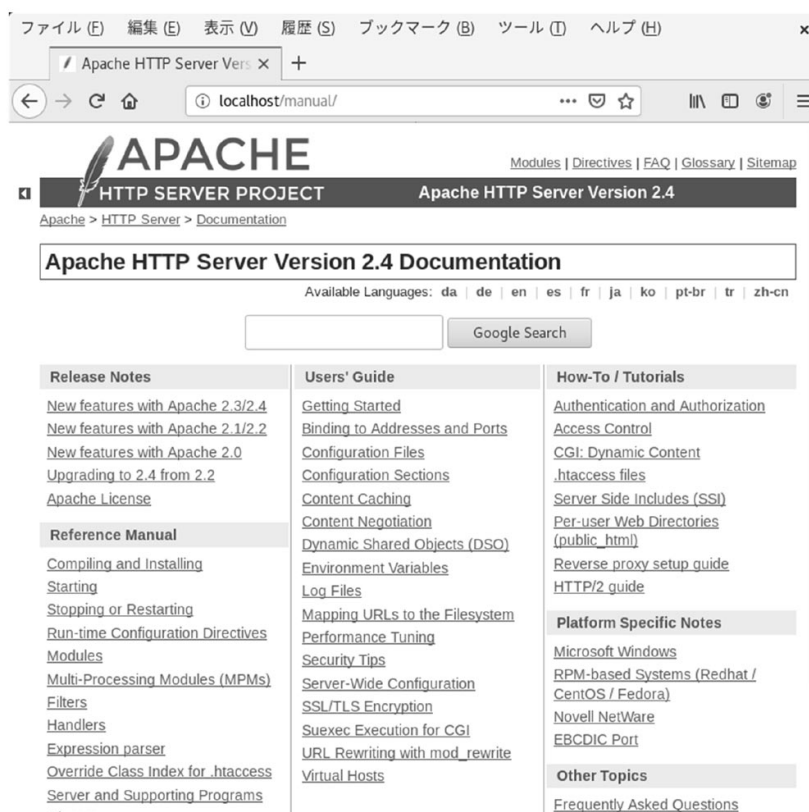 ファイル (F) 編集 (E) 表示 (V) 履歴 (S) ブックマーク (B) ツール (T) ヘルプ (H)
Apache HTTP Server Vers
localhost/manual/
APACHE
HTTP SERVER PROJECT
Modules | Directives | FAQ | Glossary | Sitemap
Apache HTTP Server Version 2.4
Apache > HTTP Server > Documentation
Apache HTTP Server Version 2.4 Documentation
Available Languages: da | de | en | es | fr | ja | ko | pt-br | tr | zh-cn
Google Search
Release Notes
New features with Apache 2.3/2.4
New features with Apache 2.1/2.2
New features with Apache 2.0
Upgrading to 2.4 from 2.2
Apache License
Reference Manual
Compiling and Installing
Starting
Stopping or Restarting
Run-time Configuration Directives
Modules
Multi-Processing Modules (MPMs)
Filters
Handlers
Expression parser
Override Class Index for .htaccess
Server and Supporting Programs
Users' Guide
Getting Started
Binding to Addresses and Ports
Configuration Files
Configuration Sections
Content Caching
Content Negotiation
Dynamic Shared Objects (DSO)
Environment Variables
Log Files
Mapping URLs to the Filesystem
Performance Tuning
Security Tips
Server-Wide Configuration
SSL/TLS Encryption
Suexec Execution for CGI
URL Rewriting with mod_rewrite
Virtual Hosts
How-To / Tutorials
Authentication and Authorization
Access Control
CGI: Dynamic Content
.htaccess files
Server Side Includes (SSI)
Per-user Web Directories
(public_html)
Reverse proxy setup guide
HTTP/2 guide
Platform Specific Notes
Microsoft Windows
RPM-based Systems (Redhat /
CentOS / Fedora)
Novell NetWare
EBCDIC Port
Other Topics
Frequently Asked Questions